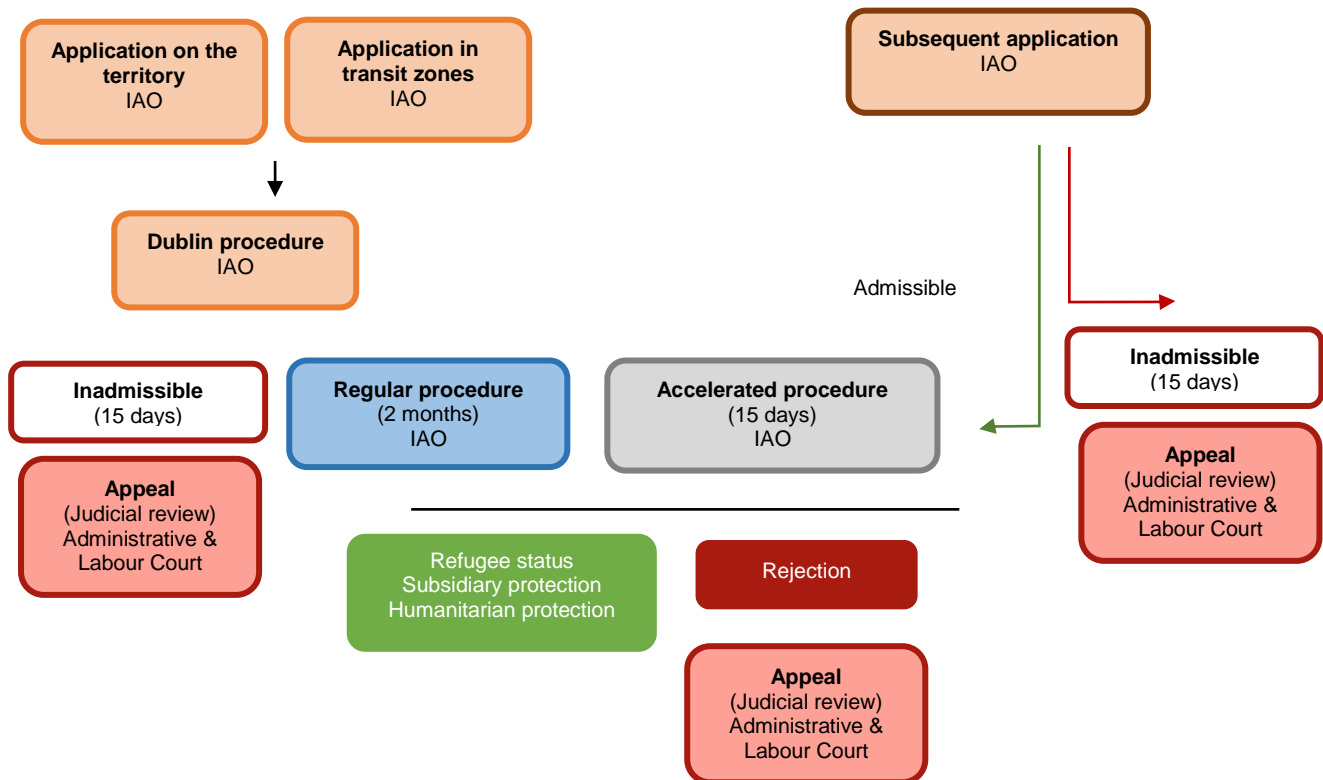 Application on the
territory
IAO
Application in
transit zones
IAO
Subsequent application
IAO
Dublin procedure
IAO
Admissible
Inadmissible
(15 days)
Regular procedure
(2 months)
IAO
Accelerated procedure
(15 days)
IAO
Inadmissible
(15 days)
Appeal
(Judicial review)
Administrative &
Labour Court
Appeal
(Judicial review)
Administrative &
Labour Court
Refugee status
Subsidiary protection
Humanitarian protection
Rejection
Appeal
(Judicial review)
Administrative &
Labour Court